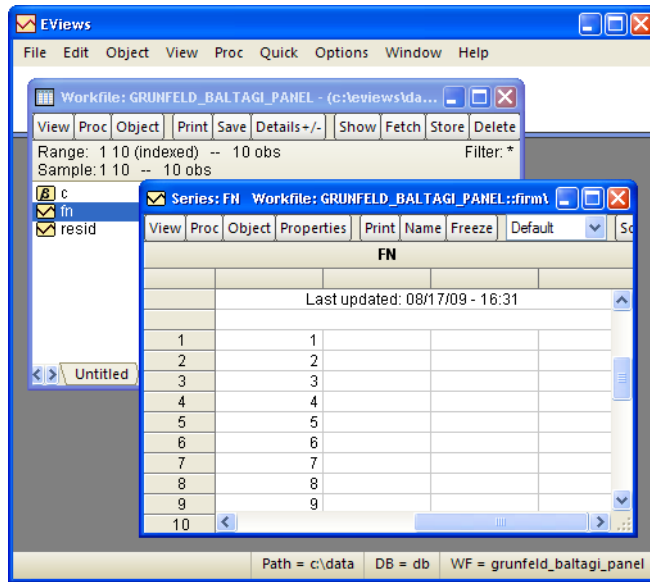 EViews
File Edit Object View Proc Quick Options Window Help
Workfile: GRUNFELD_BALTAGI_PANEL - (c:\eviews\da...
View Proc Object Print Save Details+/- Show Fetch Store Delete
Range: 1 10 (indexed) -- 10 obs Filter: *
Sample: 1 10 -- 10 obs
β c
fn
resid
Untitled
Series: FN Workfile: GRUNFELD_BALTAGI_PANEL::firm\
View Proc Object Properties Print Name Freeze Default So
FN
Last updated: 08/17/09 - 16:31
1 1
2 2
3 3
4 4
5 5
6 6
7 7
8 8
9 9
10
Path = c:\data DB = db WF = grunfeld_baltagi_panel